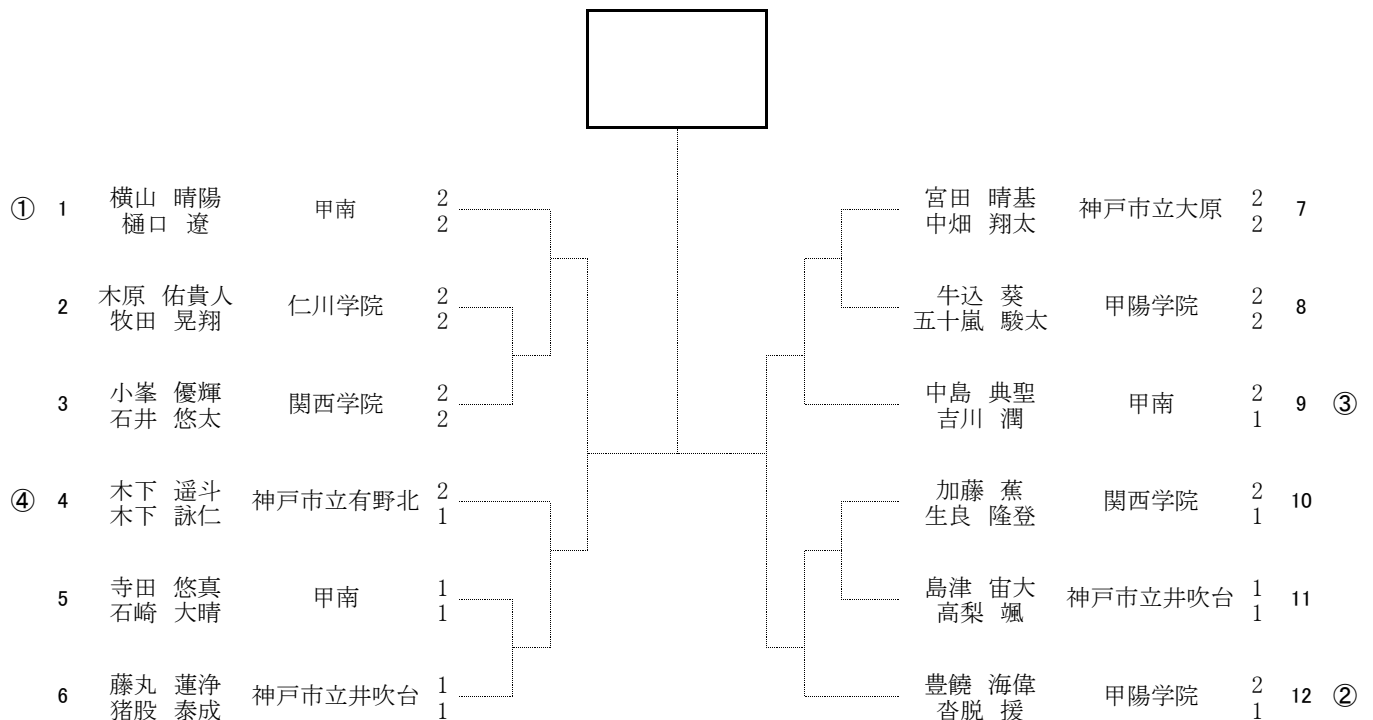 ① 1 横山 晴陽 甲南 2
樋口 遼 2
2 木原 佑貴人 仁川学院 2
牧田 晃翔 2
3 小峯 優輝 関西学院 2
石井 悠太 2
④ 4 木下 遥斗 神戸市立有野北 2
木下 詠仁 1
5 寺田 悠真 甲南 1
石崎 大晴 1
6 藤丸 蓮浄 神戸市立井吹台 1
猪股 泰成 1
宮田 晴基 神戸市立大原 2 7
中畑 翔太 2
牛込 葵 甲陽学院 2 8
五十嵐 駿太 2
中島 典聖 甲南 2 9 ③
吉川 潤 1
加藤 蕉 関西学院 2 10
生良 隆登 1
島津 宙大 神戸市立井吹台 1 11
高梨 颯 1
豊饒 海偉 甲陽学院 2 12 ②
沓脱 援 1